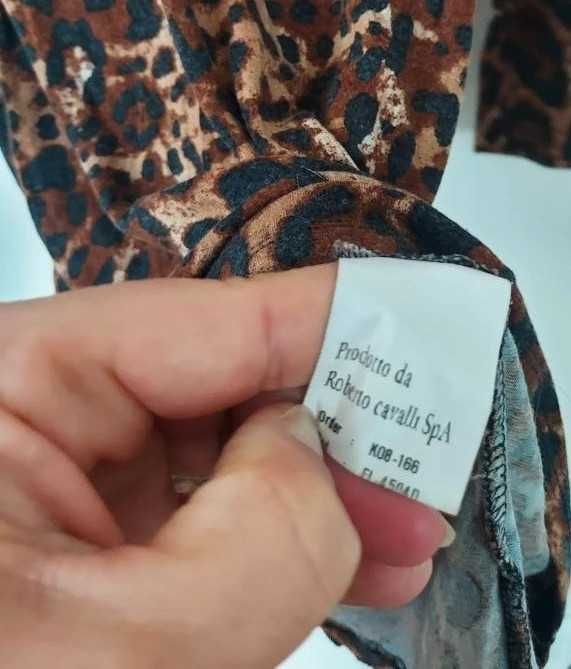 Prodotto da
Roberto cavalli SpA
Order : K08-166